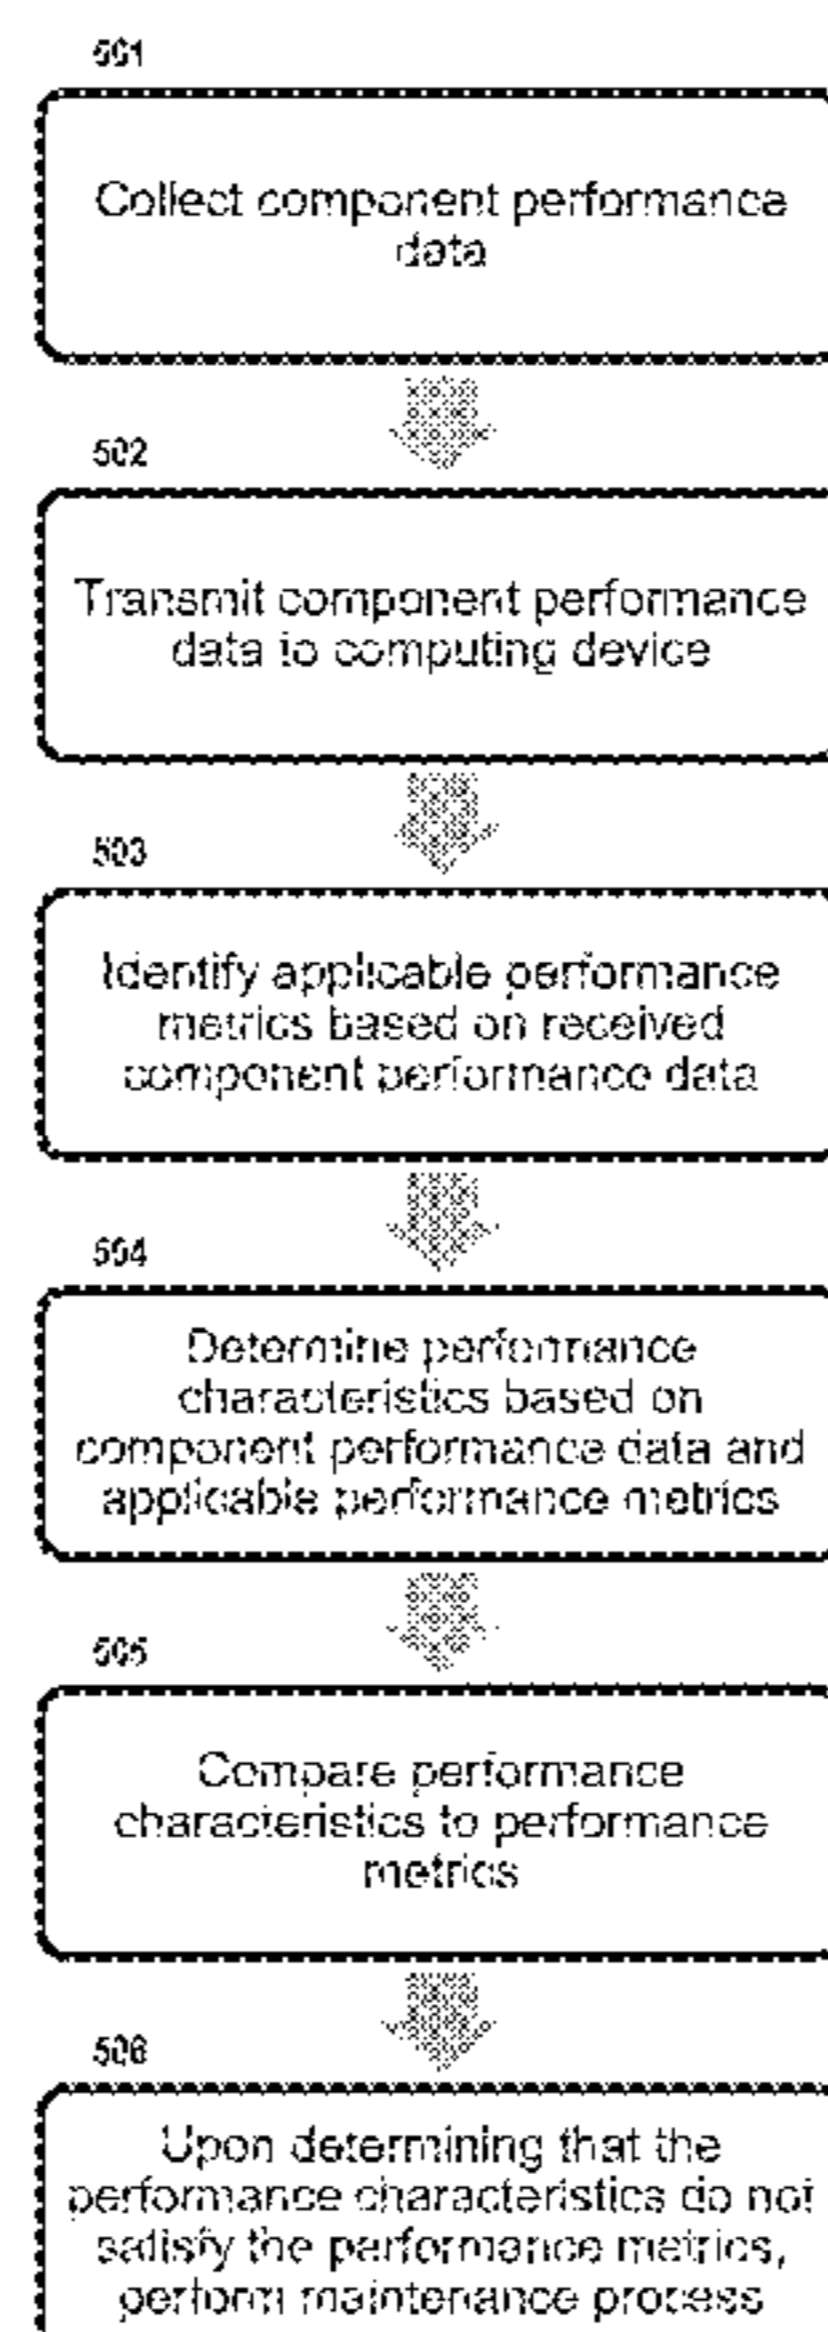 501
Collect component performance
data
502
Transmit component performance
data to computing device
503
Identify applicable performance
metrics based on received
component performance data
504
Determine performance
characteristics based on
component performance data and
applicable performance metrics
505
Compare performance
characteristics to performance
metrics
506
Upon determining that the
performance characteristics do not
satisfy the performance metrics,
perform maintenance process